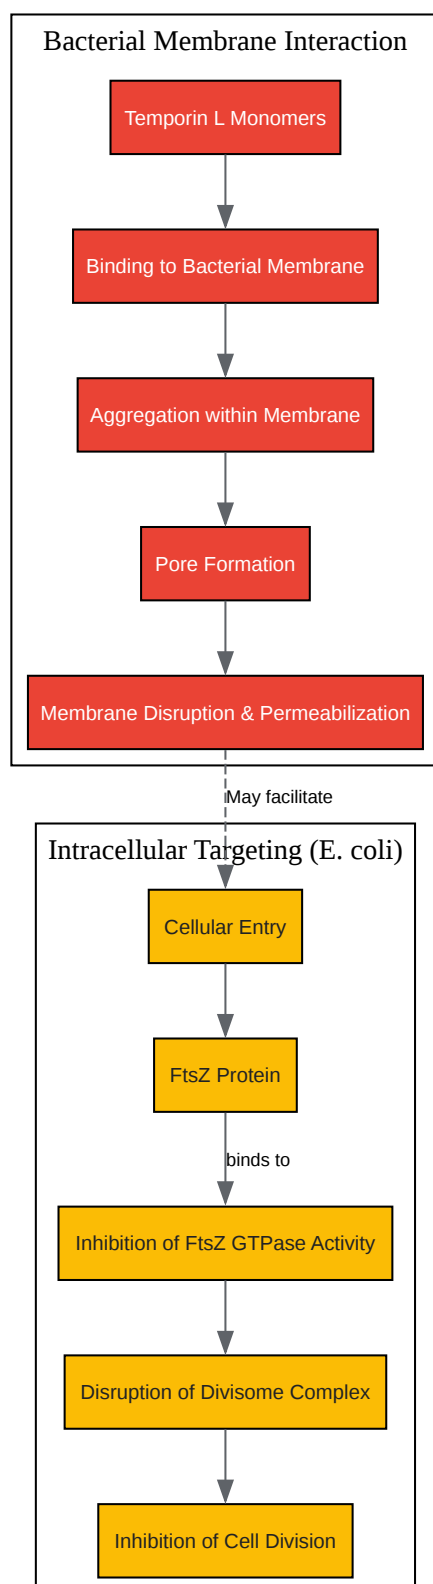 Bacterial Membrane Interaction
Temporin L Monomers
Binding to Bacterial Membrane
Aggregation within Membrane
Pore Formation
Membrane Disruption & Permeabilization
May facilitate
Intracellular Targeting (E. coli)
Cellular Entry
FtsZ Protein
binds to
Inhibition of FtsZ GTPase Activity
Disruption of Divisome Complex
Inhibition of Cell Division